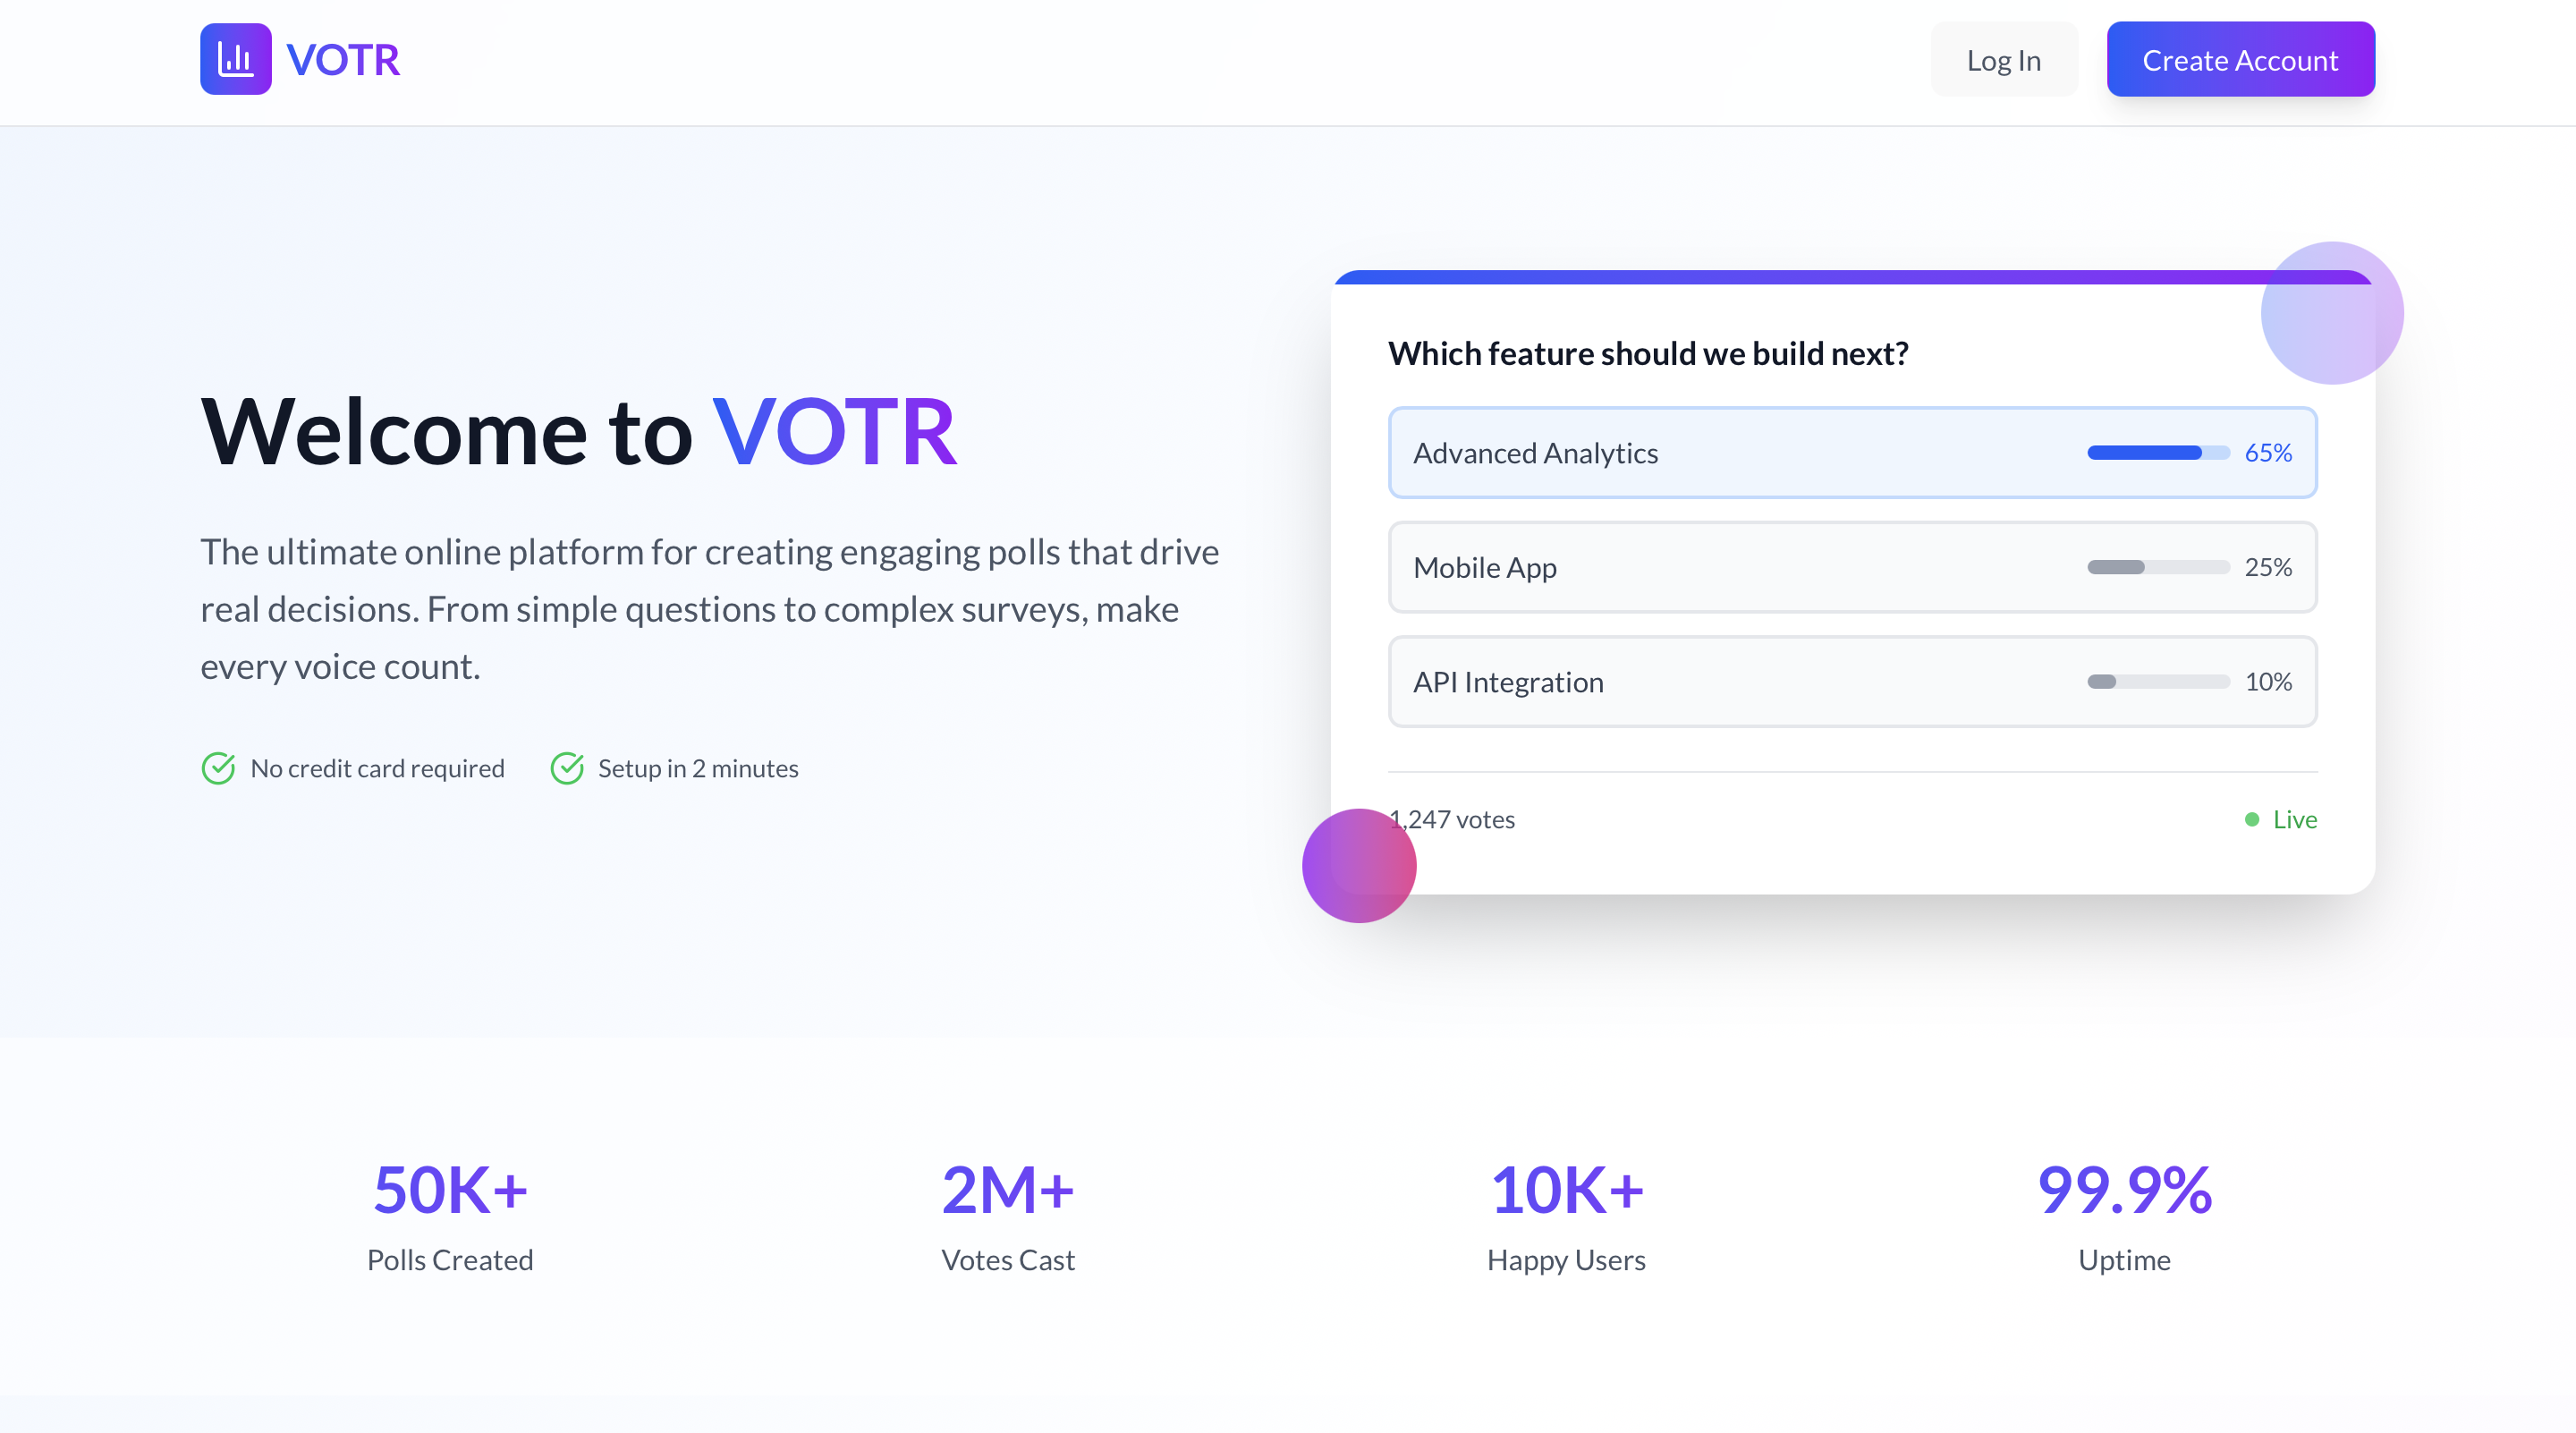 VOTR
Log In
Create Account
Welcome to VOTR
The ultimate online platform for creating engaging polls that drive
real decisions. From simple questions to complex surveys, make
every voice count.
No credit card required
Setup in 2 minutes
Which feature should we build next?
Advanced Analytics
65%
Mobile App
25%
API Integration
10%
1,247 votes
Live
50K+
Polls Created
2M+
Votes Cast
10K+
Happy Users
99.9%
Uptime